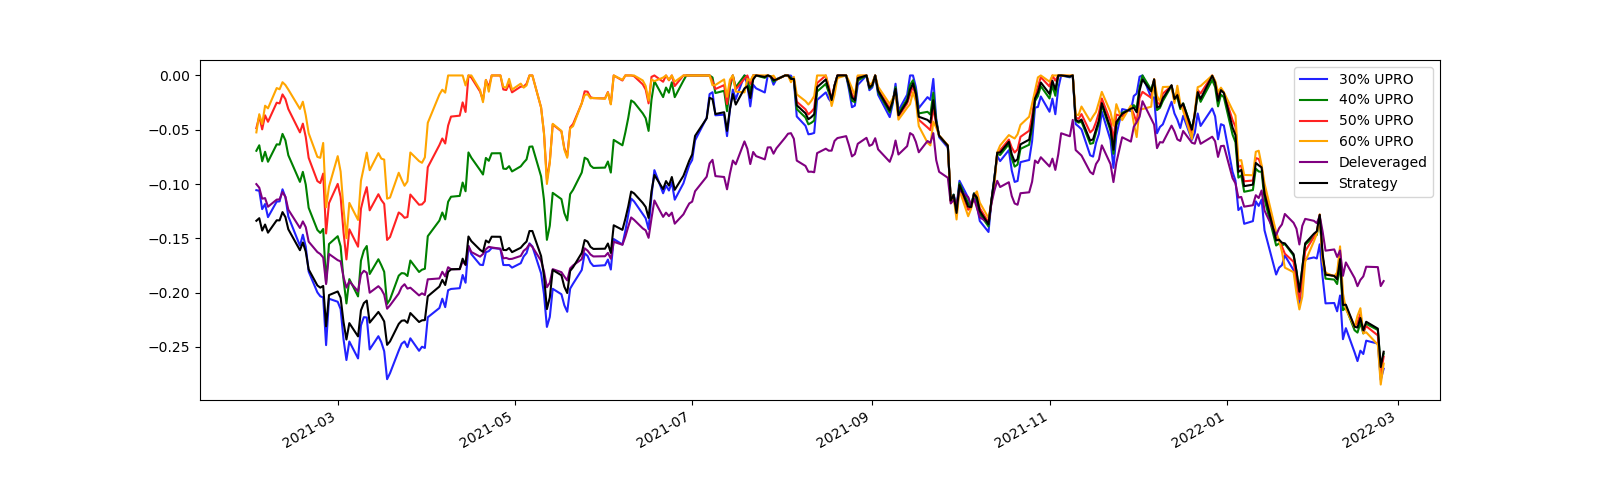 0.00
−0.05
−0.10
−0.15
−0.20
−0.25
2021-03
2021-05
2021-07
2021-09
2021-11
2022-01
2022-03
30% UPRO
40% UPRO
50% UPRO
60% UPRO
Deleveraged
Strategy